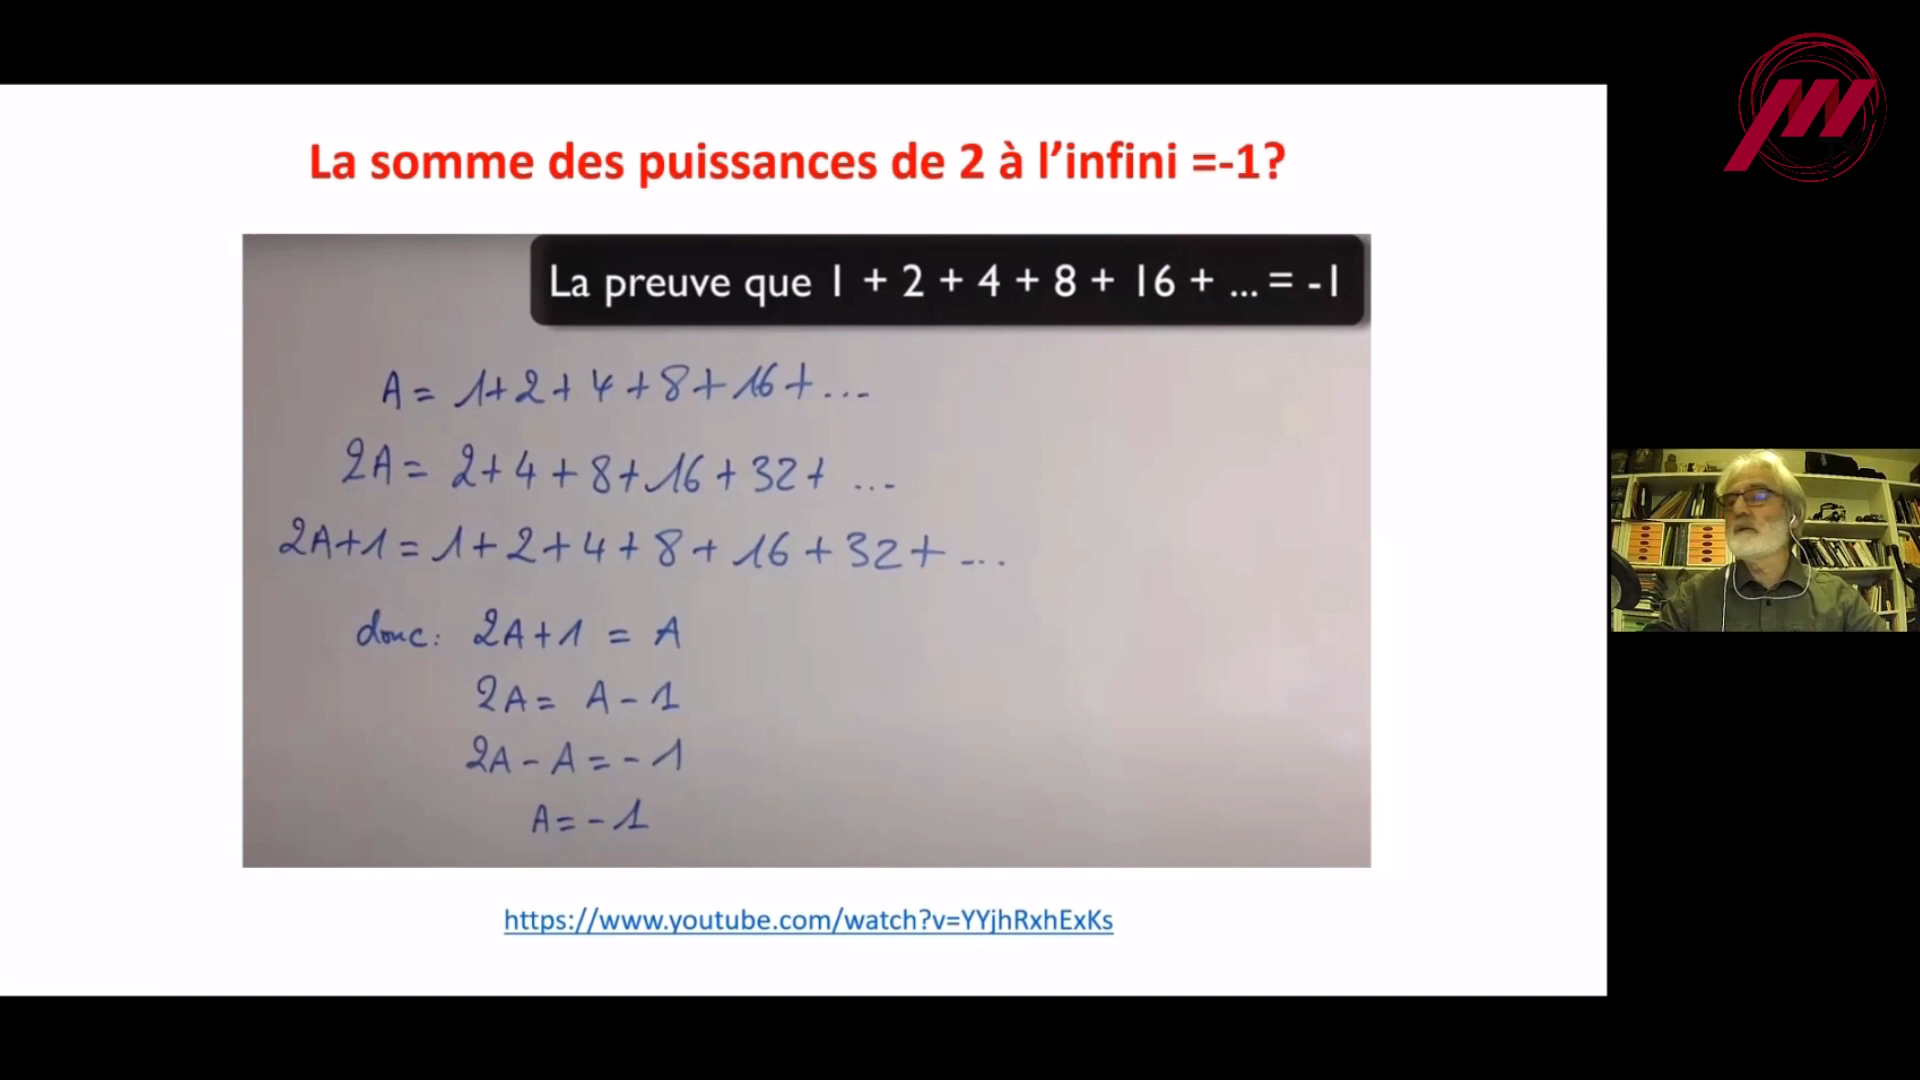 La somme des puissances de 2 à l’infini =-1?
La preuve que 1 + 2 + 4 + 8 + 16 + ... = -1
A = 1+2+4+8+16+...
2A = 2+4+8+16+32+ ...
2A+1 = 1+2+4+8+16+32+ ...
donc: 2A+1 = A
2A = A - 1
2A - A = - 1
A = - 1
https://www.youtube.com/watch?v=YYjhRxhExKs